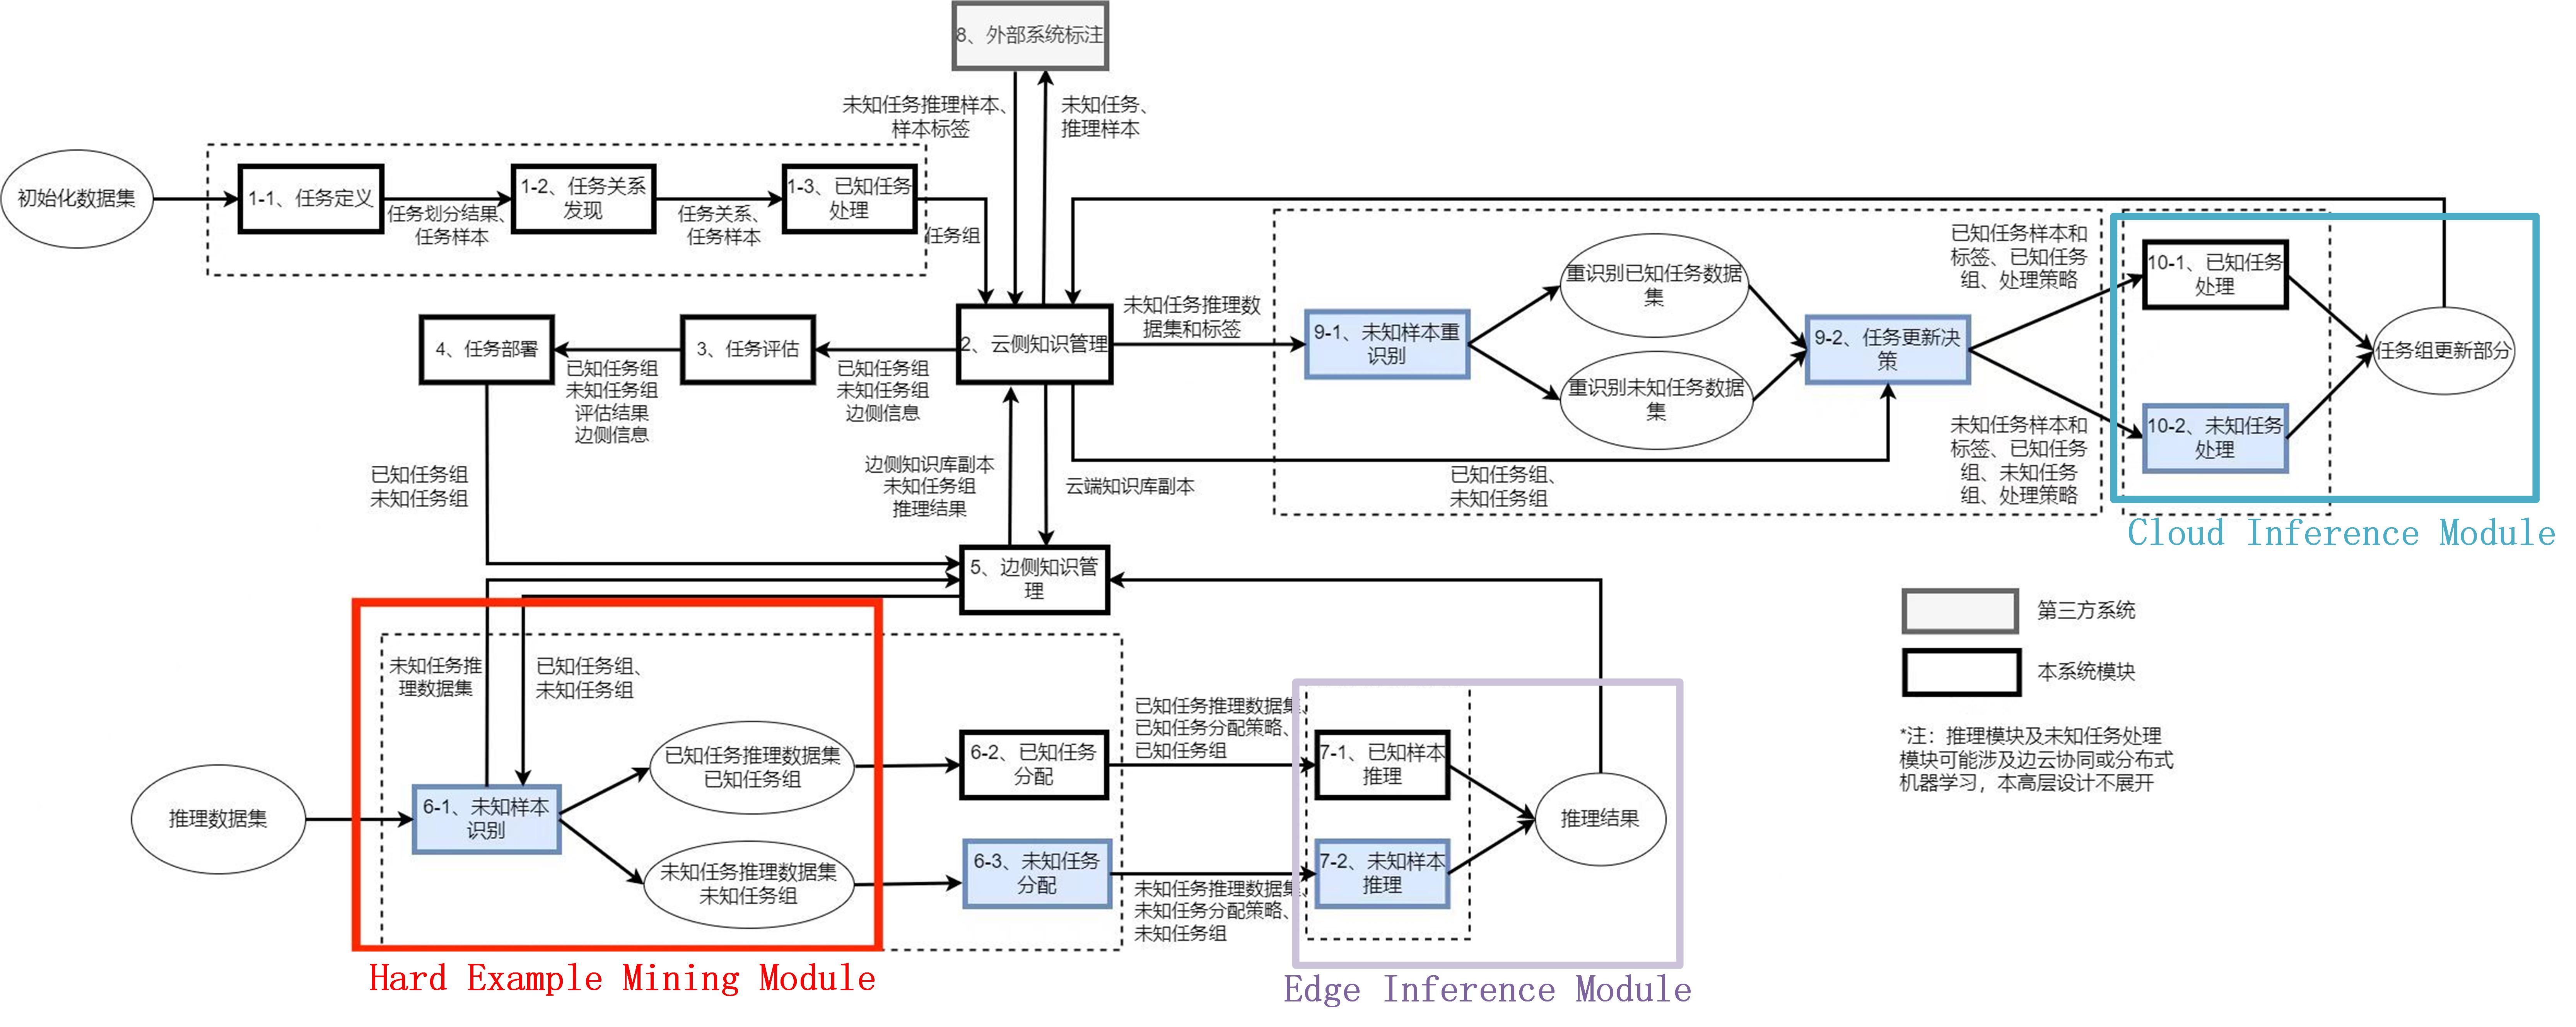 8、外部系统标注
未知任务推理样本、
样本标签
未知任务、
推理样本
初始化数据集
1-1、任务定义
任务划分结果、
任务样本
1-2、任务关系
发现
任务关系、
任务样本
1-3、已知任务
处理
任务组
4、任务部署
已知任务组
未知任务组
评估结果
边侧信息
3、任务评估
已知任务组
未知任务组
边侧信息
2、云侧知识管理
未知任务推理数
据集和标签
9-1、未知样本重
识别
重识别已知任务数据
集
重识别未知任务数据
集
9-2、任务更新决
策
已知任务组、
未知任务组
已知任务样本和
标签、已知任务
组、处理策略
未知任务样本和
标签、已知任务
组、未知任务
组、处理策略
10-1、已知任务
处理
10-2、未知任务
处理
任务组更新部分
Cloud Inference Module
已知任务组
未知任务组
边侧知识库副本
未知任务组
推理结果
云端知识库副本
5、边侧知识管
理
第三方系统
本系统模块
*注：推理模块及未知任务处理
模块可能涉及边云协同或分布式
机器学习，本高层设计不展开
未知任务推
理数据集
已知任务组、
未知任务组
推理数据集
6-1、未知样本
识别
已知任务推理数据集
已知任务组
未知任务推理数据集
未知任务组
6-2、已知任务
分配
6-3、未知任务
分配
已知任务推理数据集、
已知任务分配策略、
已知任务组
未知任务推理数据集、
未知任务分配策略、
未知任务组
7-1、已知样本
推理
7-2、未知样本
推理
推理结果
Hard Example Mining Module
Edge Inference Module